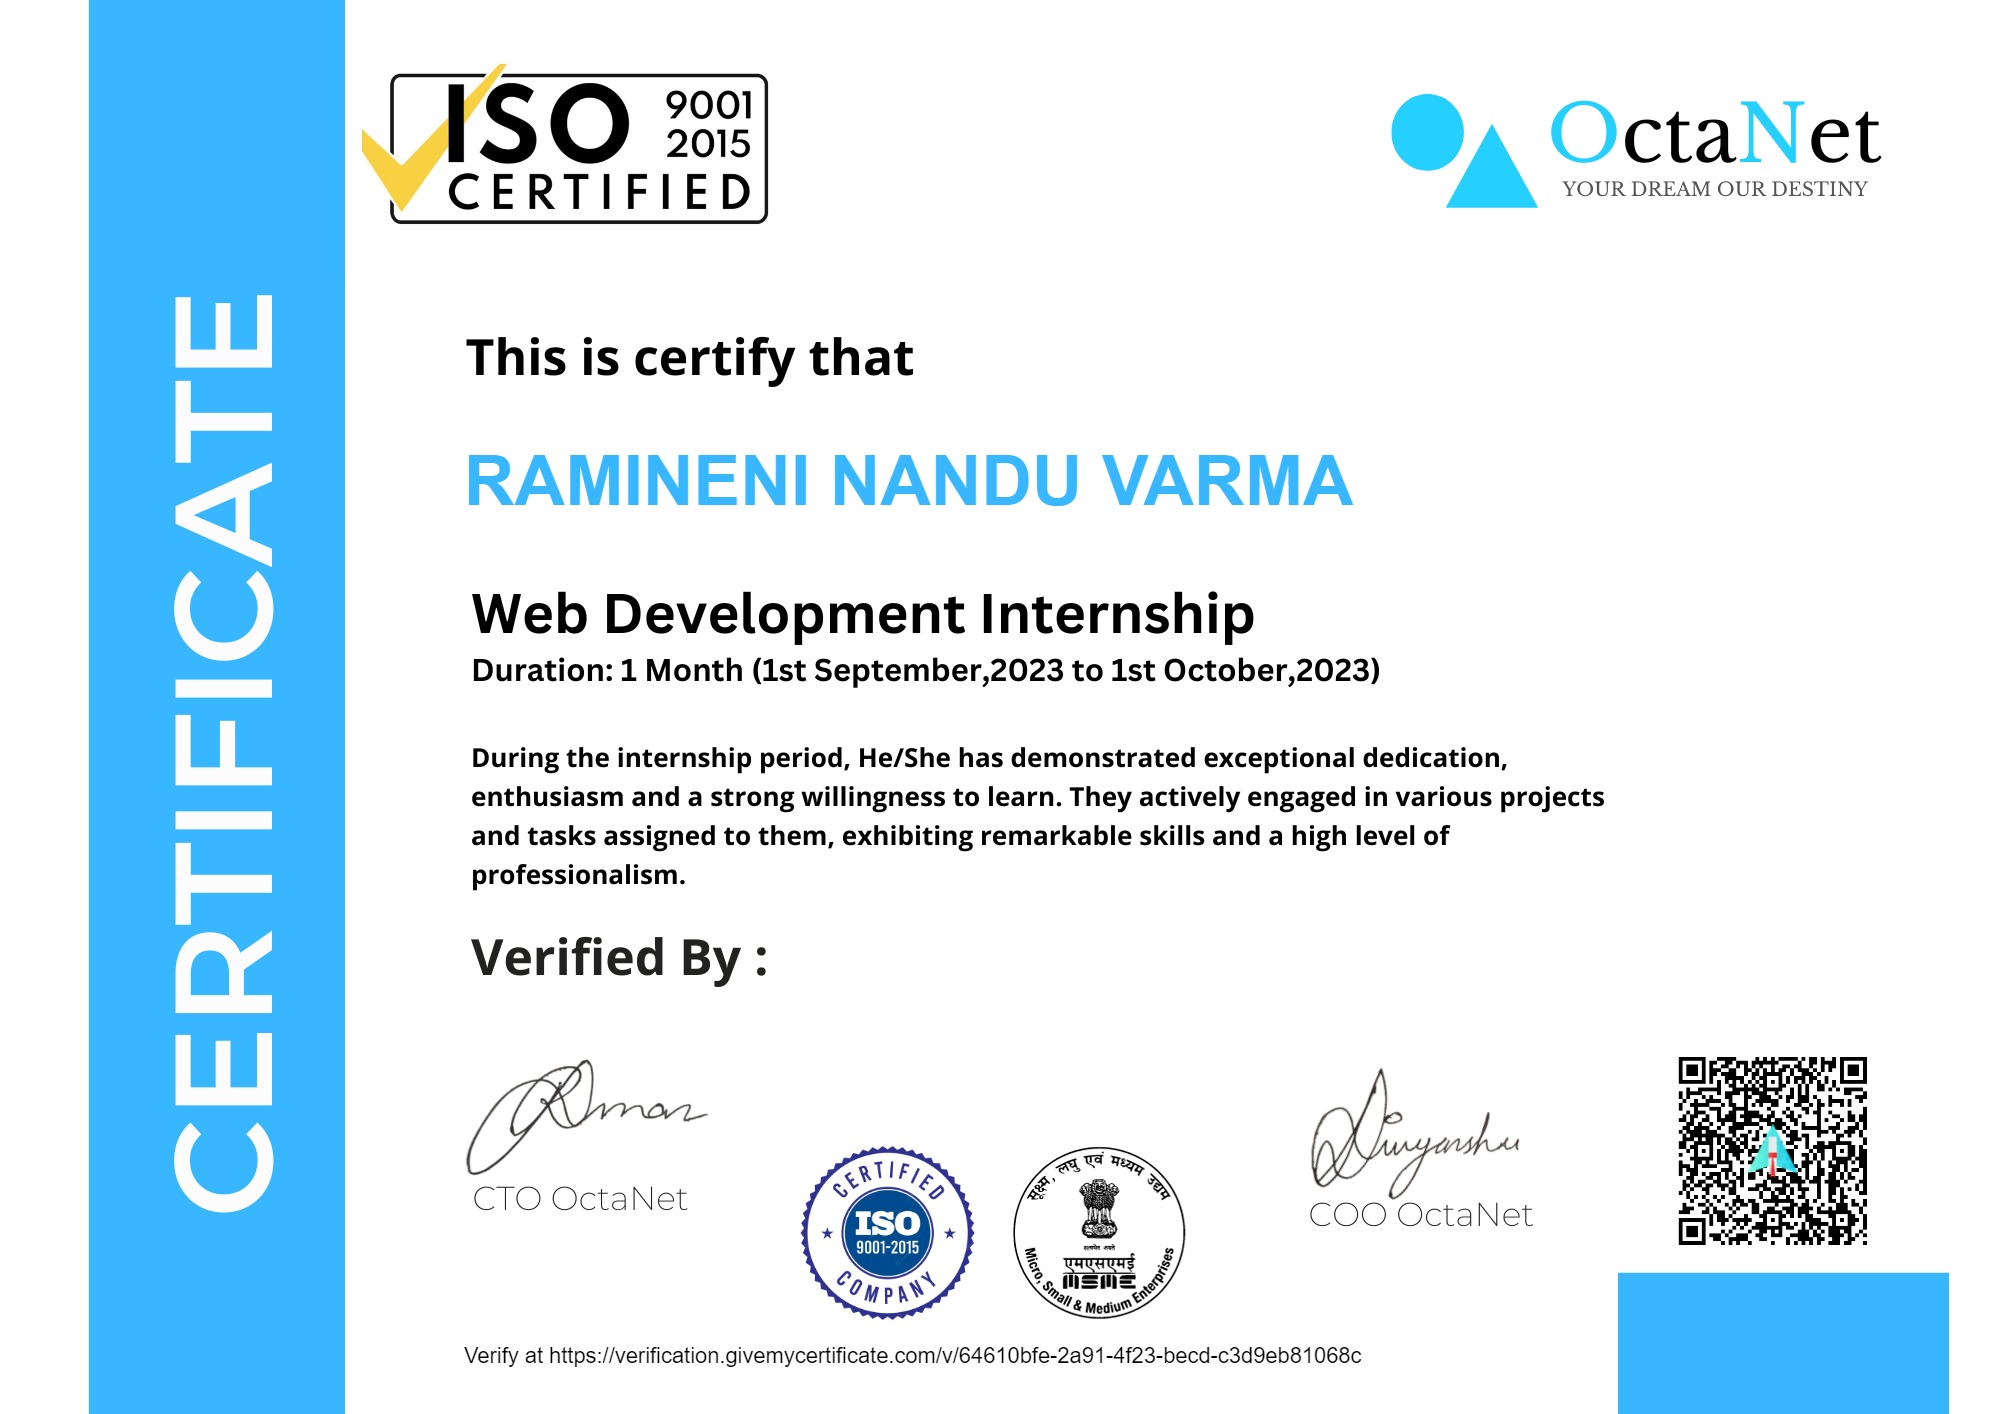 CERTIFICATE
ISO 9001 2015
CERTIFIED
OctaNet
YOUR DREAM OUR DESTINY
This is certify that
RAMINENI NANDU VARMA
Web Development Internship
Duration: 1 Month (1st September,2023 to 1st October,2023)
During the internship period, He/She has demonstrated exceptional dedication,
enthusiasm and a strong willingness to learn. They actively engaged in various projects
and tasks assigned to them, exhibiting remarkable skills and a high level of
professionalism.
Verified By :
CTO OctaNet
CERTIFIED
ISO
9001-2015
COMPANY
सूक्ष्म, लघु एवं मध्यम उद्यम
सत्यमेव जयते
एमएसएमई
MSME
Micro, Small & Medium Enterprises
COO OctaNet
Verify at https://verification.givemycertificate.com/v/64610bfe-2a91-4f23-becd-c3d9eb81068c